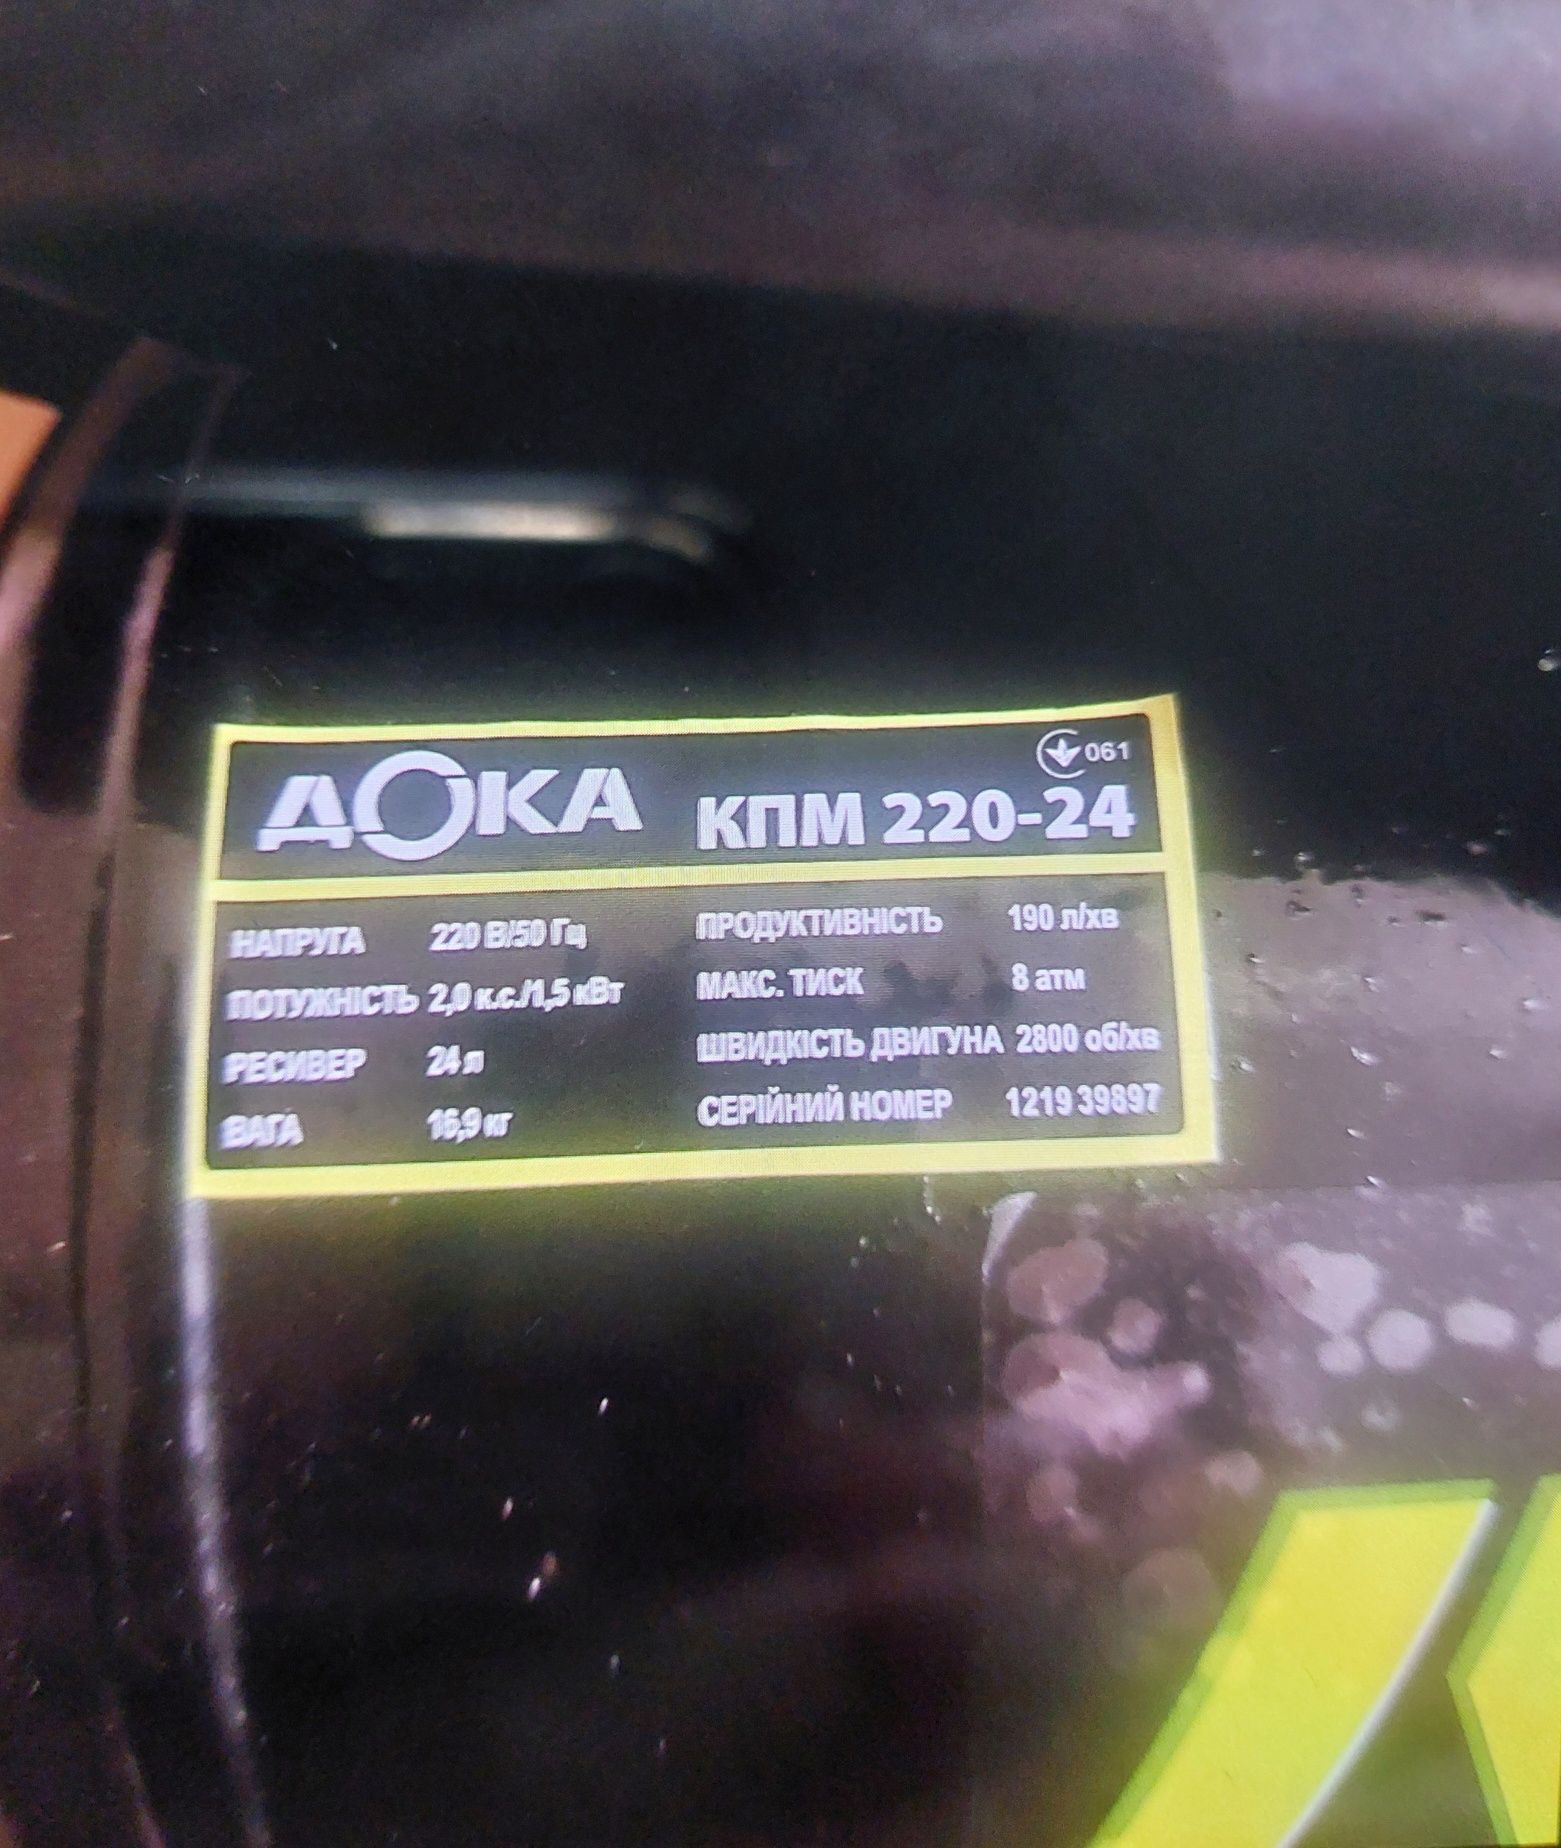 061
ДОКА КПМ 220-24
НАПРУГА 220 В/50 Гц
ПОТУЖНІСТЬ 2,0 к.с./1,5 кВт
РЕСИВЕР 24 л
ВАГА 16,9 кг
ПРОДУКТИВНІСТЬ 190 л/хв
МАКС. ТИСК 8 атм
ШВИДКІСТЬ ДВИГУНА 2800 об/хв
СЕРІЙНИЙ НОМЕР 1219 39897